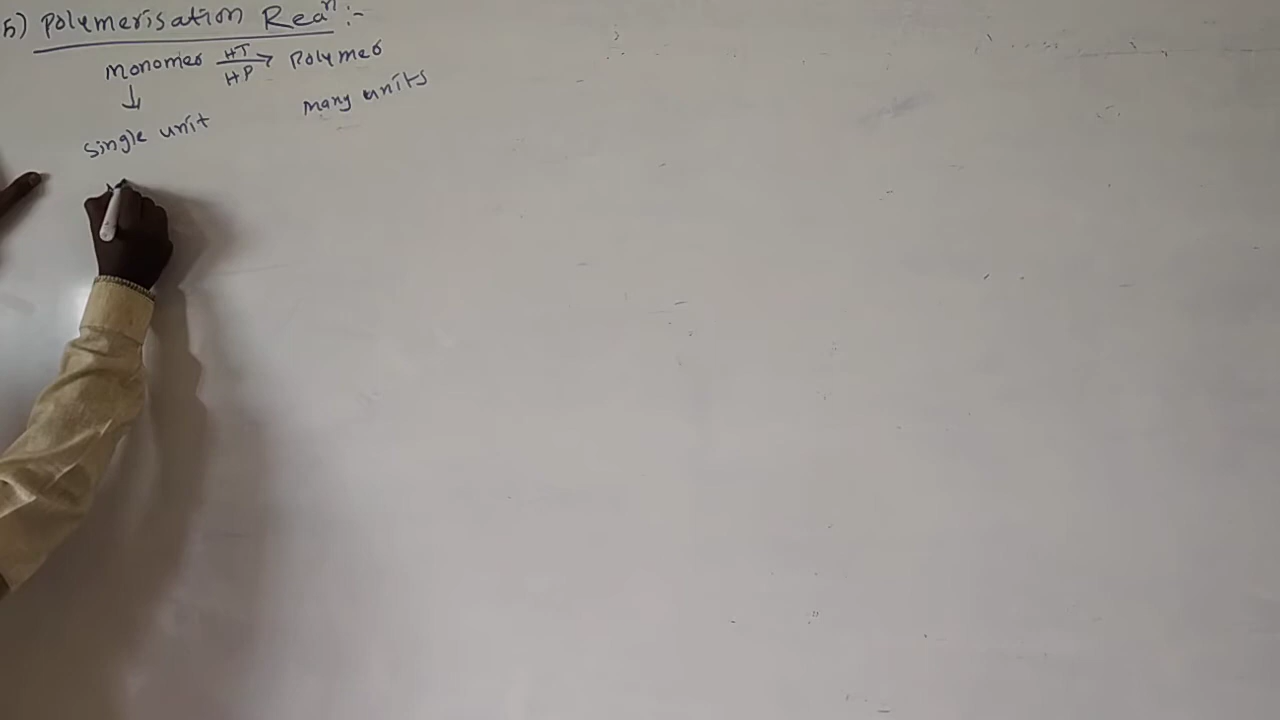 5) Polymerisation Reaⁿ :-
Monomer HT/HP → Polymer
↓
Single unit many units